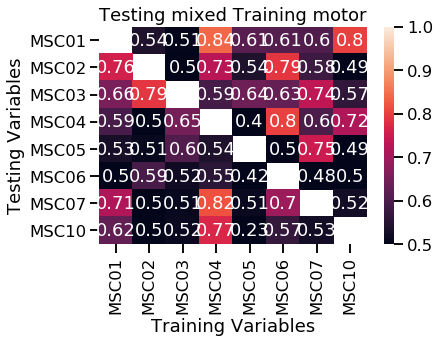 Testing mixed Training motor
Testing Variables
MSC01 0.54 0.51 0.84 0.61 0.61 0.6 0.8
MSC02 0.76 0.5 0.73 0.54 0.79 0.58 0.49
MSC03 0.66 0.79 0.59 0.64 0.63 0.74 0.57
MSC04 0.59 0.5 0.65 0.4 0.8 0.6 0.72
MSC05 0.53 0.51 0.6 0.54 0.5 0.75 0.49
MSC06 0.5 0.59 0.52 0.55 0.42 0.48 0.5
MSC07 0.71 0.5 0.51 0.82 0.51 0.7 0.52
MSC10 0.62 0.5 0.52 0.77 0.23 0.57 0.53
MSC01 MSC02 MSC03 MSC04 MSC05 MSC06 MSC07 MSC10
Training Variables
1.0
0.9
0.8
0.7
0.6
0.5